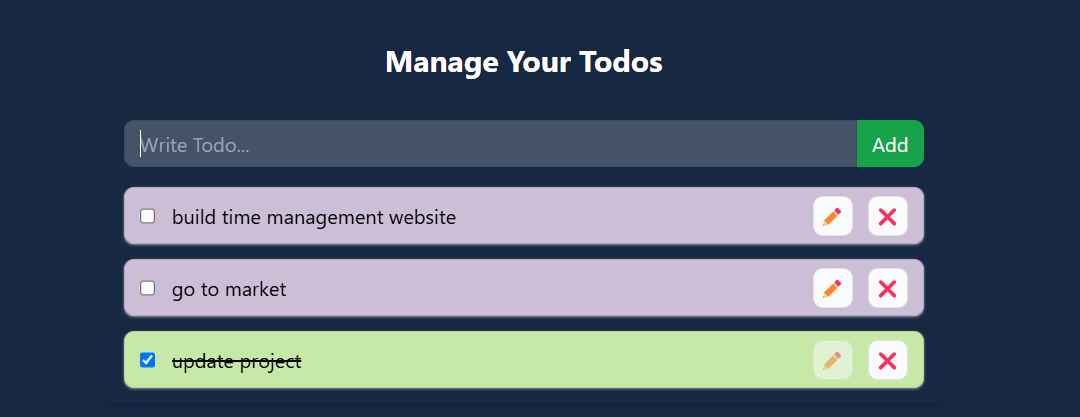 Manage Your Todos
Write Todo...
Add
build time management website
go to market
update project